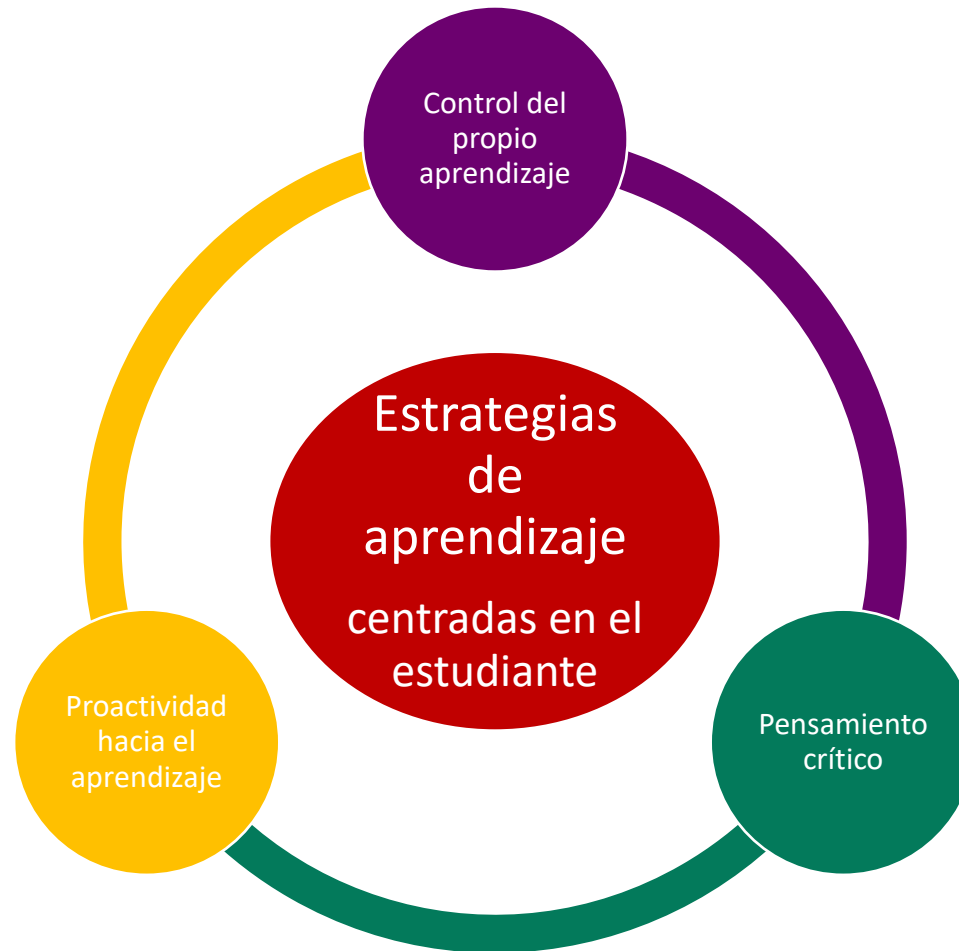 Control del
propio
aprendizaje
Estrategias
de
aprendizaje
centradas en el
estudiante
Proactividad
hacia el
aprendizaje
Pensamiento
crítico